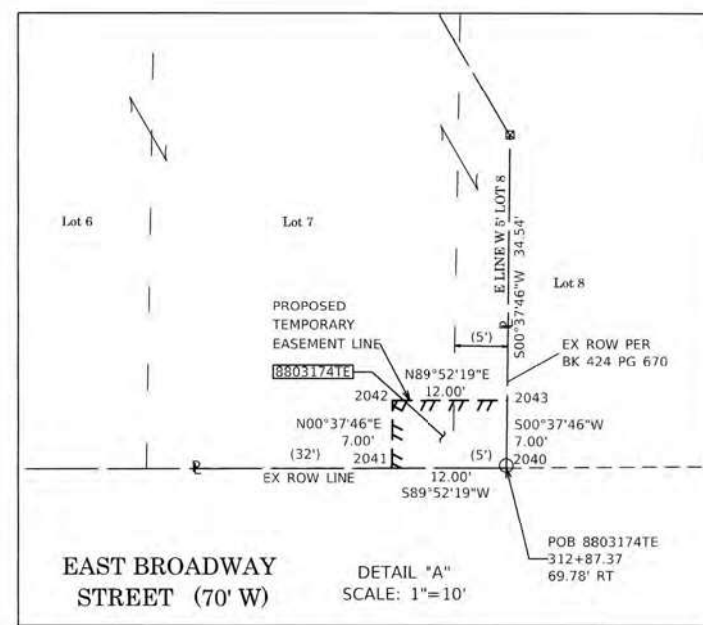 Lot 6
Lot 7
Lot 8
E LINE W 5' LOT 8
S00°37'46"W 34.54'
PROPOSED
TEMPORARY
EASEMENT LINE
8803174TE
(5')
EX ROW PER
BK 424 PG 670
N89°52'19"E
12.00'
2042
2043
N00°37'46"E
7.00'
2041
S00°37'46"W
7.00'
2040
(32')
(5')
EX ROW LINE
12.00'
S89°52'19"W
POB 8803174TE
312+87.37
69.78' RT
EAST BROADWAY
STREET (70' W)
DETAIL "A"
SCALE: 1"=10'